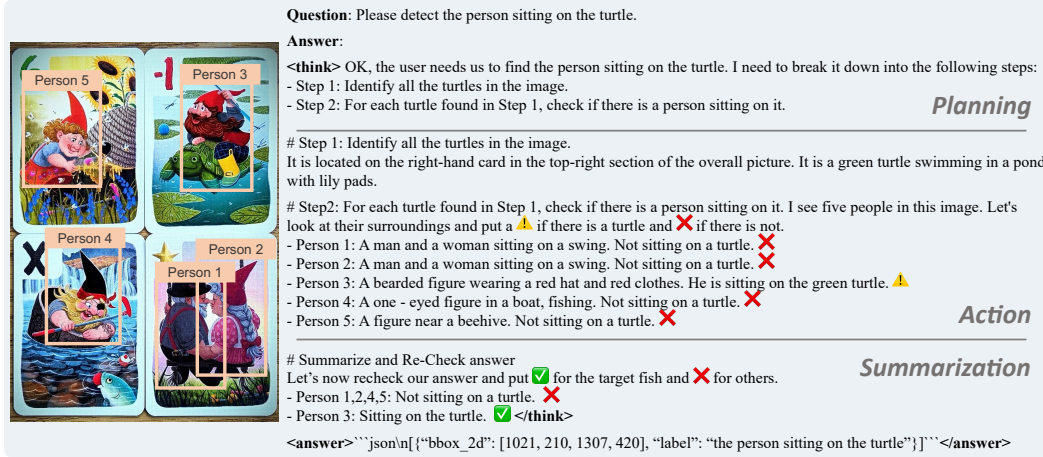 Question: Please detect the person sitting on the turtle.
Answer:
<think> OK, the user needs us to find the person sitting on the turtle. I need to break it down into the following steps:
- Step 1: Identify all the turtles in the image.
- Step 2: For each turtle found in Step 1, check if there is a person sitting on it.
Planning
# Step 1: Identify all the turtles in the image.
It is located on the right-hand card in the top-right section of the overall picture. It is a green turtle swimming in a pond
with lily pads.
# Step2: For each turtle found in Step 1, check if there is a person sitting on it. I see five people in this image. Let's
look at their surroundings and put a ⚠️ if there is a turtle and ❌ if there is not.
- Person 1: A man and a woman sitting on a swing. Not sitting on a turtle. ❌
- Person 2: A man and a woman sitting on a swing. Not sitting on a turtle. ❌
- Person 3: A bearded figure wearing a red hat and red clothes. He is sitting on the green turtle. ⚠️
- Person 4: A one - eyed figure in a boat, fishing. Not sitting on a turtle. ❌
- Person 5: A figure near a beehive. Not sitting on a turtle. ❌
Action
# Summarize and Re-Check answer
Summarization
Let's now recheck our answer and put ✅ for the target fish and ❌ for others.
- Person 1,2,4,5: Not sitting on a turtle. ❌
- Person 3: Sitting on the turtle. ✅ </think>
<answer>```json\n[{“bbox_2d”: [1021, 210, 1307, 420], “label”: “the person sitting on the turtle”}]```</answer>
Person 5
Person 3
-1
Person 4
Person 2
X
Person 1